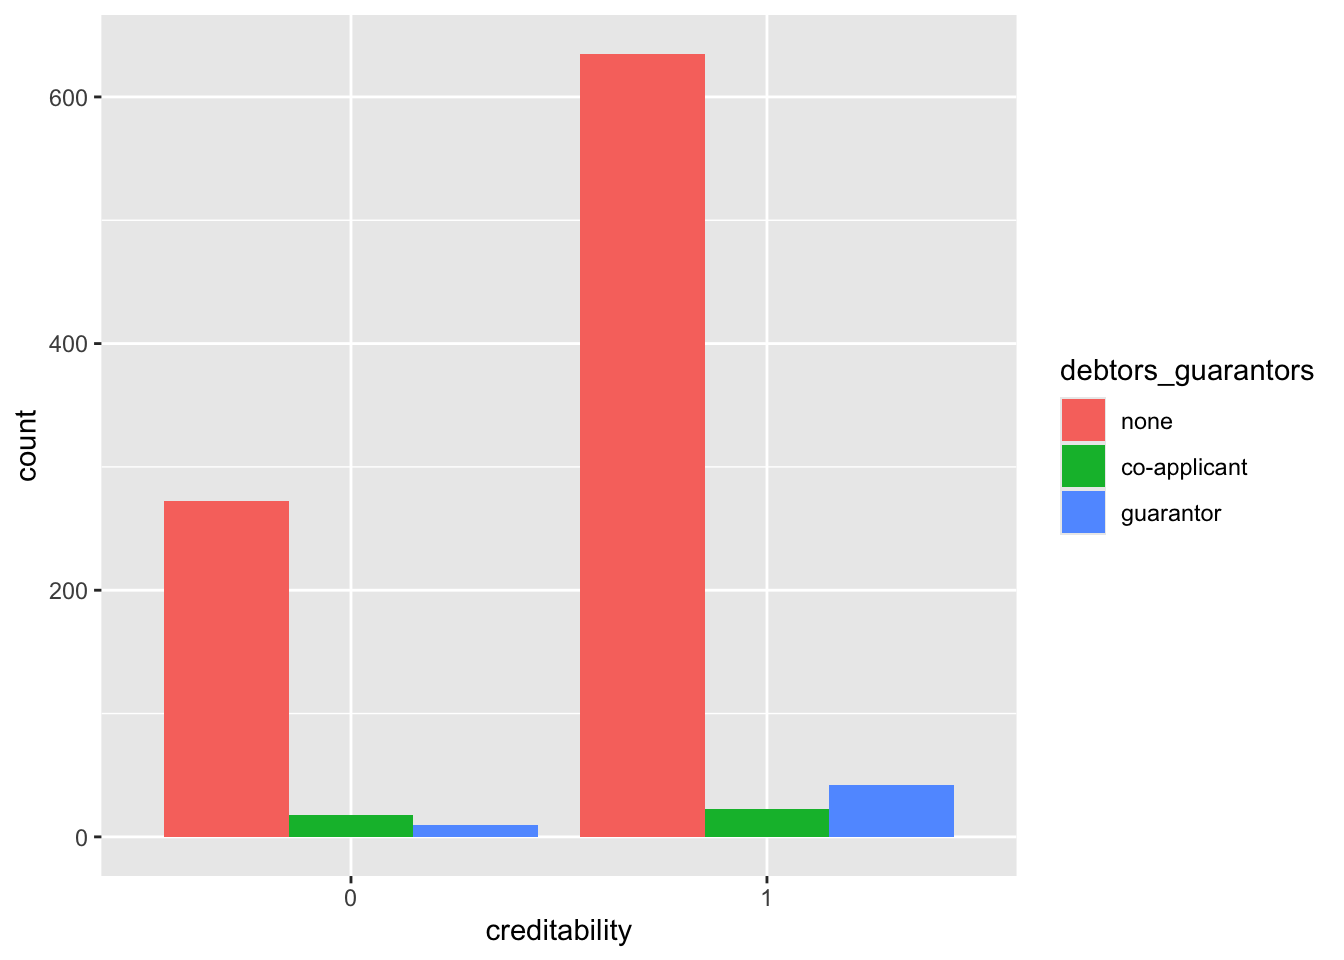 600
400
200
0
count
0
1
creditability
debtors_guarantors
none
co-applicant
guarantor